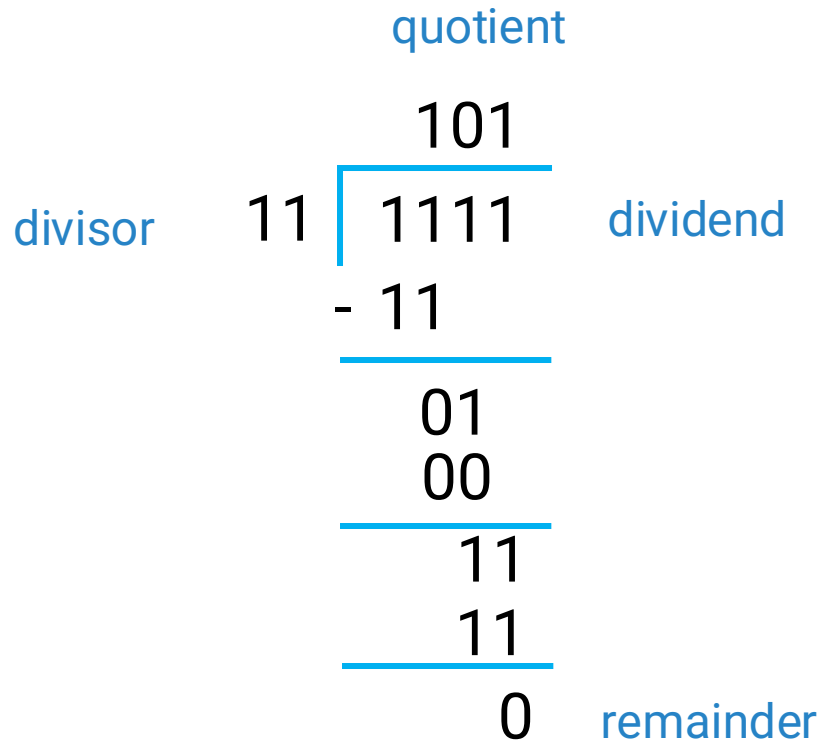 quotient
101
divisor 11 1111 dividend
- 11
01
00
11
11
0 remainder